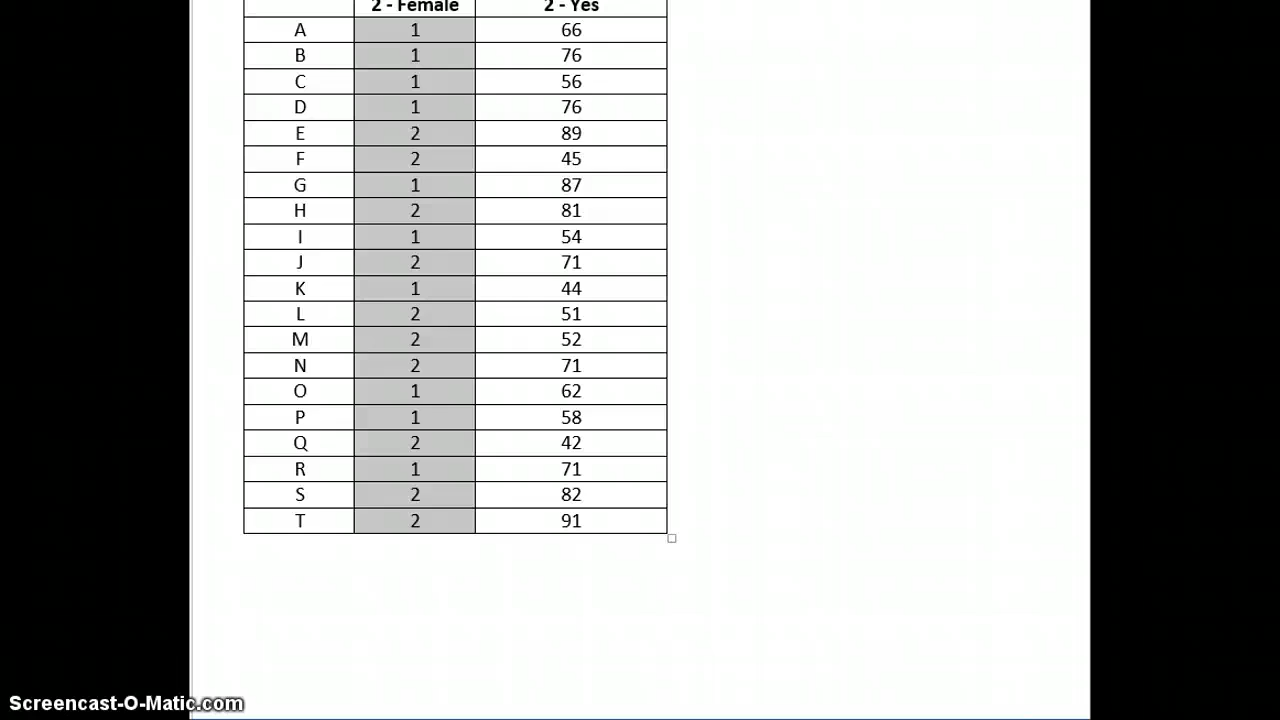 2 - Female 2 - Yes
A 1 66
B 1 76
C 1 56
D 1 76
E 2 89
F 2 45
G 1 87
H 2 81
I 1 54
J 2 71
K 1 44
L 2 51
M 2 52
N 2 71
O 1 62
P 1 58
Q 2 42
R 1 71
S 2 82
T 2 91
Screencast-O-Matic.com